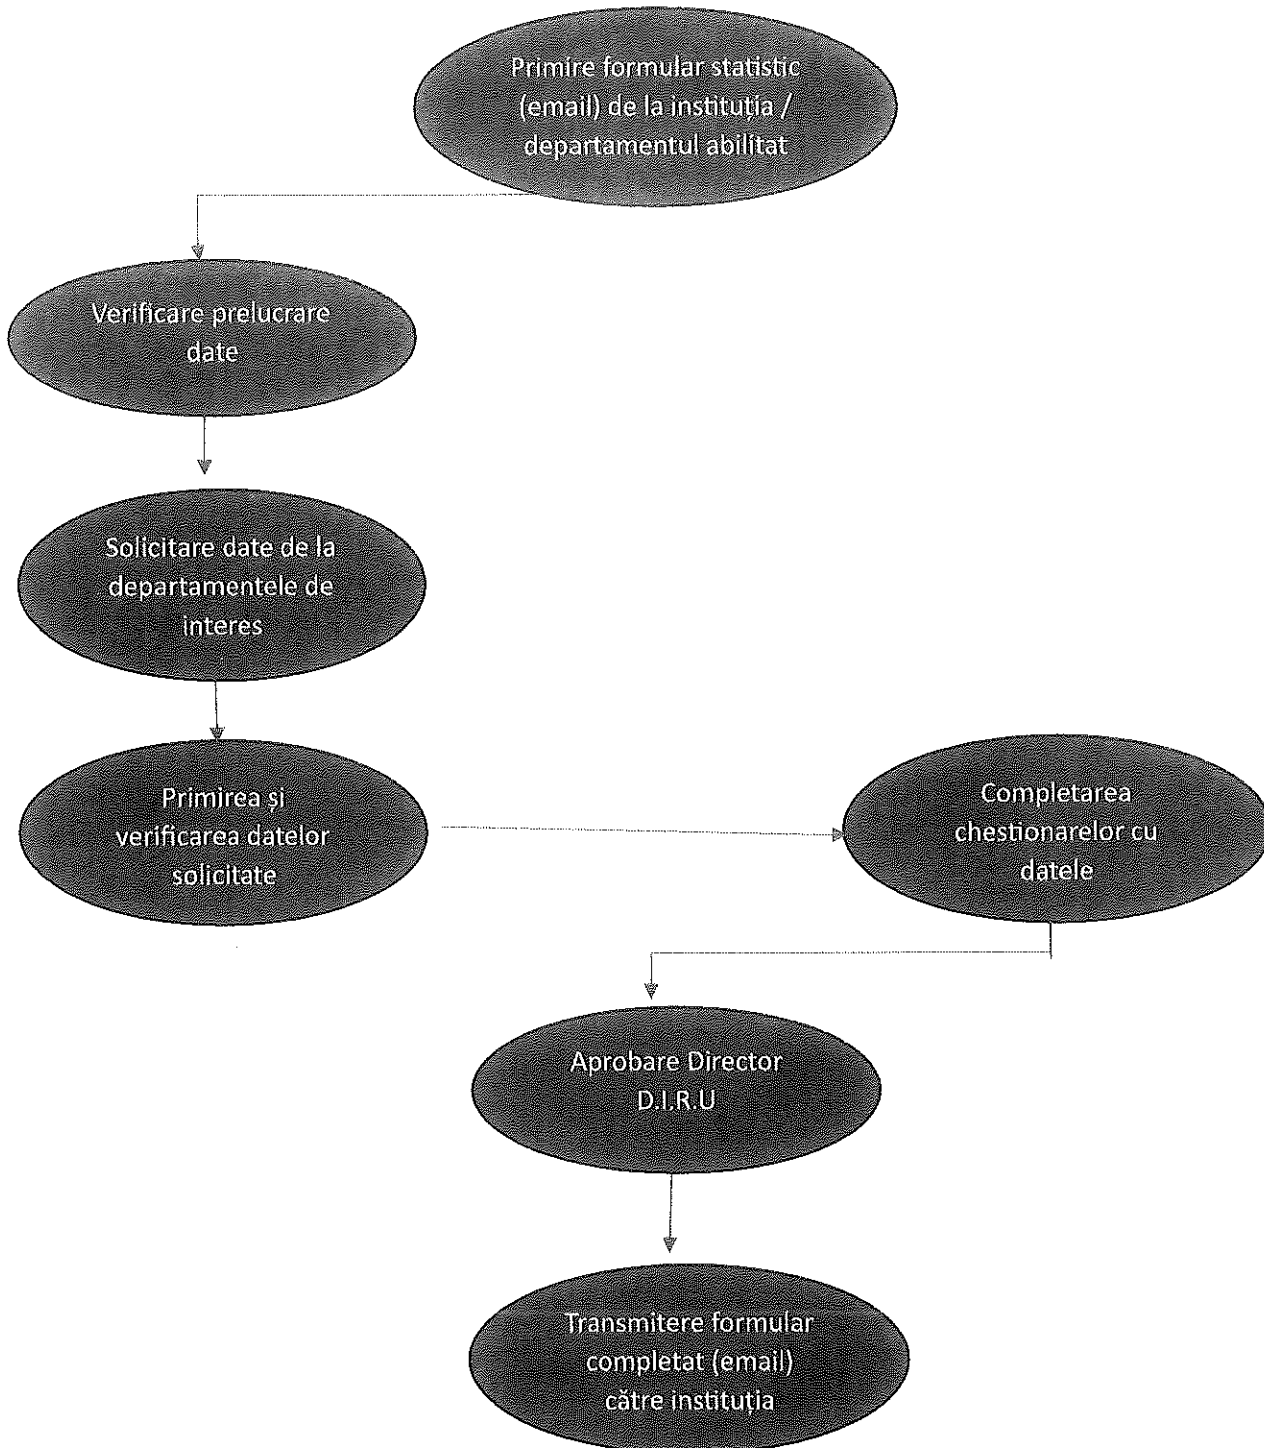 Primire formular statistic
(email) de la instituția /
departamentul abilitat
Verificare prelucrare
date
Solicitare date de la
departamentele de
interes
Primirea și
verificarea datelor
solicitate
Completarea
chestionarelor cu
datele
Aprobare Director
D.I.R.U
Transmitere formular
completat (email)
către instituția